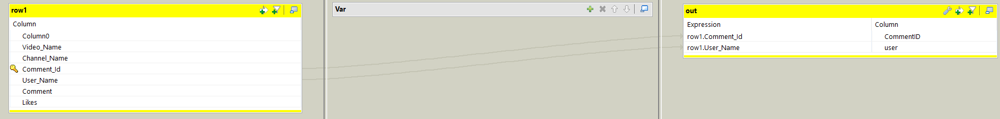 row1
Column
Column0
Video_Name
Channel_Name
Comment_Id
User_Name
Comment
Likes
Var
out
Expression Column
row1.Comment_Id CommentID
row1.User_Name user